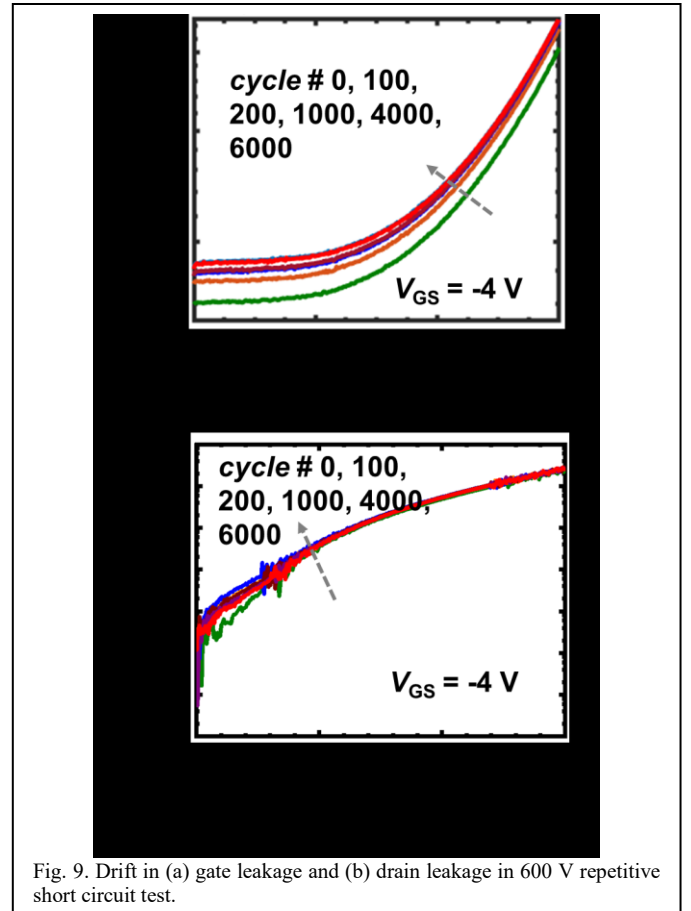 cycle # 0, 100,
200, 1000, 4000,
6000
VGS = -4 V
cycle # 0, 100,
200, 1000, 4000,
6000
VGS = -4 V
Fig. 9. Drift in (a) gate leakage and (b) drain leakage in 600 V repetitive
short circuit test.